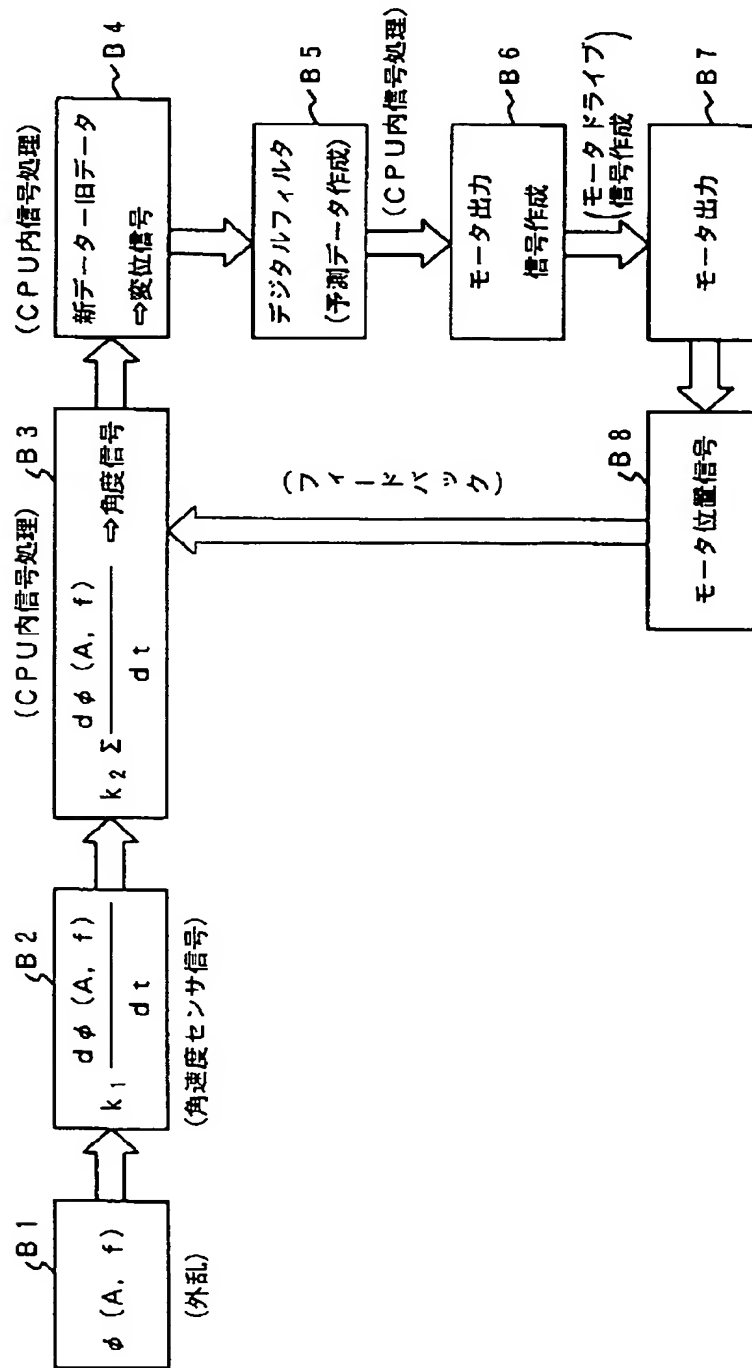 B1
φ (A, f)
(外乱)
B2
k₁ dφ (A, f)
dt
(角速度センサ信号)
(CPU内信号処理)
B3
k₂ Σ dφ (A, f) ⇨角度信号
dt
(CPU内信号処理)
B4
新データー旧データ
⇨変位信号
B5
デジタルフィルタ
(予測データ作成)
(CPU内信号処理)
B6
モータ出力
信号作成
(モータドライブ
信号作成)
B7
モータ出力
B8
モータ位置信号
(フィードバック)